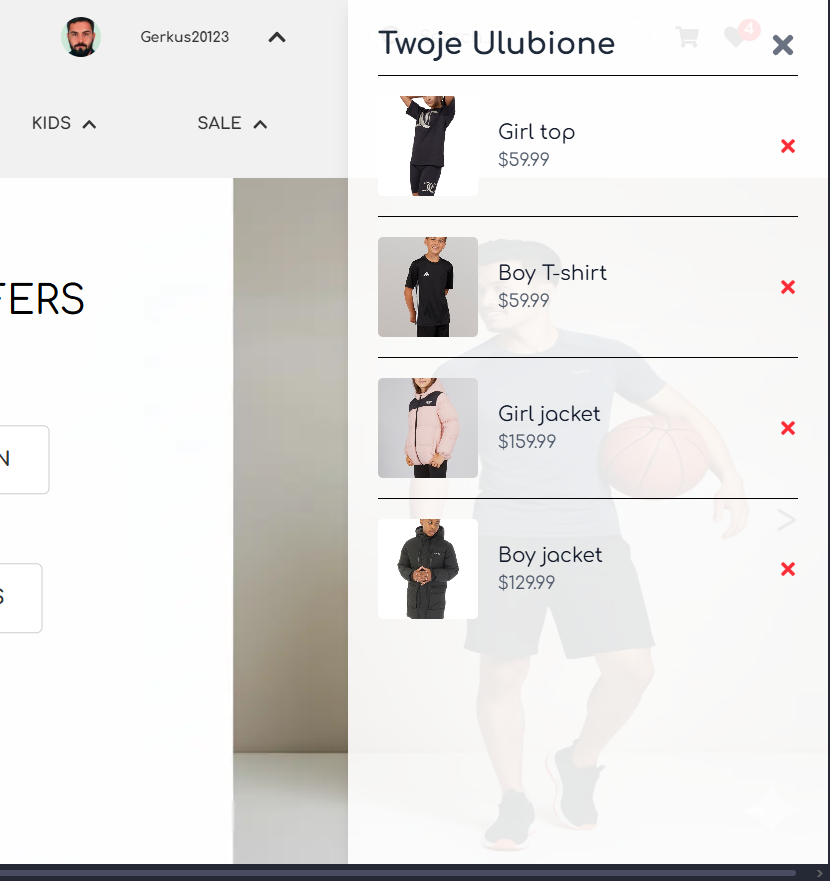 Gerkus20123
Twoje Ulubione
4
KIDS
SALE
Girl top
$59.99
FERS
Boy T-shirt
$59.99
Girl jacket
$159.99
N
Boy jacket
$129.99
S